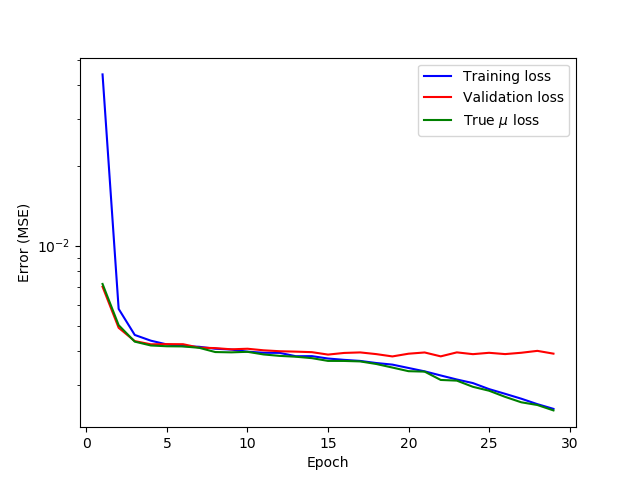 Training loss
Validation loss
True μ loss
Error (MSE)
10⁻²
0 5 10 15 20 25 30
Epoch